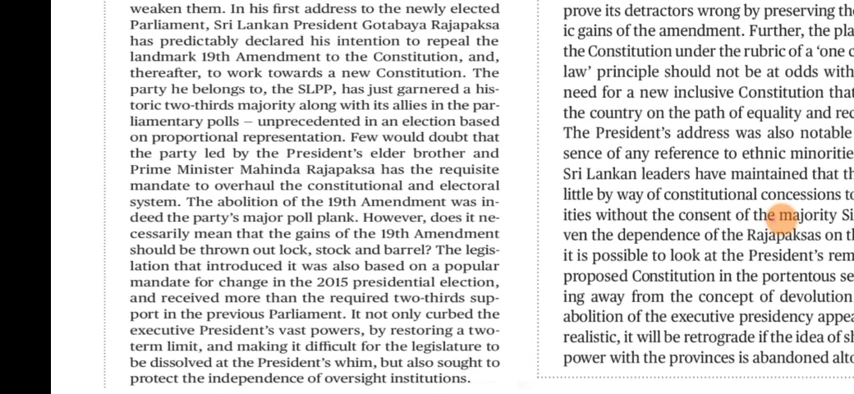 weaken them. In his first address to the newly elected
Parliament, Sri Lankan President Gotabaya Rajapaksa
has predictably declared his intention to repeal the
landmark 19th Amendment to the Constitution, and,
thereafter, to work towards a new Constitution. The
party he belongs to, the SLPP, has just garnered a his-
toric two-thirds majority along with its allies in the par-
liamentary polls — unprecedented in an election based
on proportional representation. Few would doubt that
the party led by the President's elder brother and
Prime Minister Mahinda Rajapaksa has the requisite
mandate to overhaul the constitutional and electoral
system. The abolition of the 19th Amendment was in-
deed the party's major poll plank. However, does it ne-
cessarily mean that the gains of the 19th Amendment
should be thrown out lock, stock and barrel? The legis-
lation that introduced it was also based on a popular
mandate for change in the 2015 presidential election,
and received more than the required two-thirds sup-
port in the previous Parliament. It not only curbed the
executive President's vast powers, by restoring a two-
term limit, and making it difficult for the legislature to
be dissolved at the President's whim, but also sought to
protect the independence of oversight institutions.
prove its detractors wrong by preserving
ic gains of the amendment. Further, the
the Constitution under the rubric of a 'one
law' principle should not be at odds with
need for a new inclusive Constitution
the country on the path of equality and
The President's address was also notable
sence of any reference to ethnic
Sri Lankan leaders have maintained
little by way of constitutional concessions
ities without the consent of the majority
ven the dependence of the Rajapaksas on
it is possible to look at the President's
proposed Constitution in the portentous
ing away from the concept of devolution
abolition of the executive presidency
realistic, it will be retrograde if the idea of
power with the provinces is abandoned